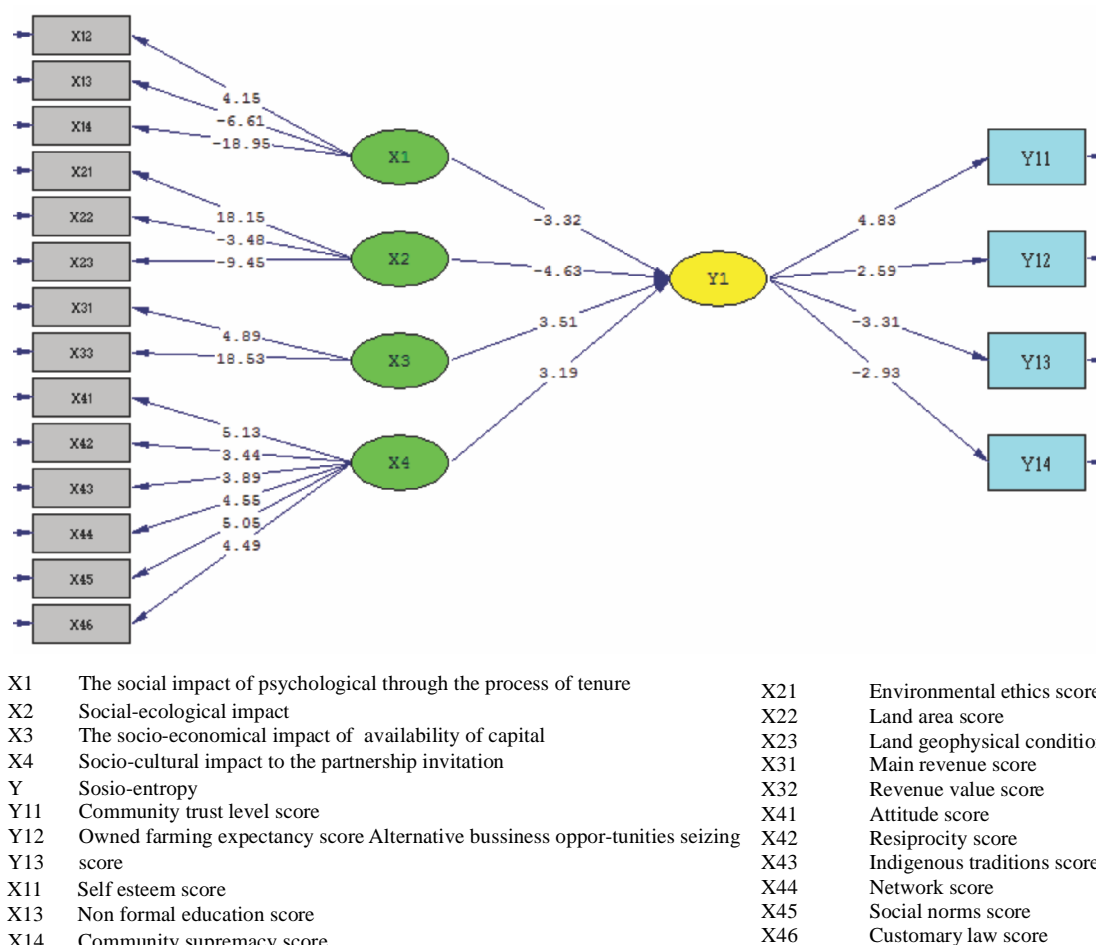 X12
X13
X14
X21
X22
X23
X31
X33
X41
X42
X43
X44
X45
X46
4.15
-6.61
-18.95
18.15
-3.48
-9.45
4.89
18.53
5.13
3.44
3.89
4.55
5.05
4.49
X1
X2
X3
X4
-3.32
-4.63
3.51
3.19
Y1
4.83
2.59
-3.31
-2.93
Y11
Y12
Y13
Y14
X1 The social impact of psychological through the process of tenure
X2 Social-ecological impact
X3 The socio-economical impact of availability of capital
X4 Socio-cultural impact to the partnership invitation
Y Sosio-entropy
Y11 Community trust level score
Y12 Owned farming expectancy score Alternative bussiness oppor-tunities seizing
Y13 score
X11 Self esteem score
X13 Non formal education score
X14 Community supremacy score
X21 Environmental ethics score
X22 Land area score
X23 Land geophysical condition
X31 Main revenue score
X32 Revenue value score
X41 Attitude score
X42 Resiprocity score
X43 Indigenous traditions score
X44 Network score
X45 Social norms score
X46 Customary law score